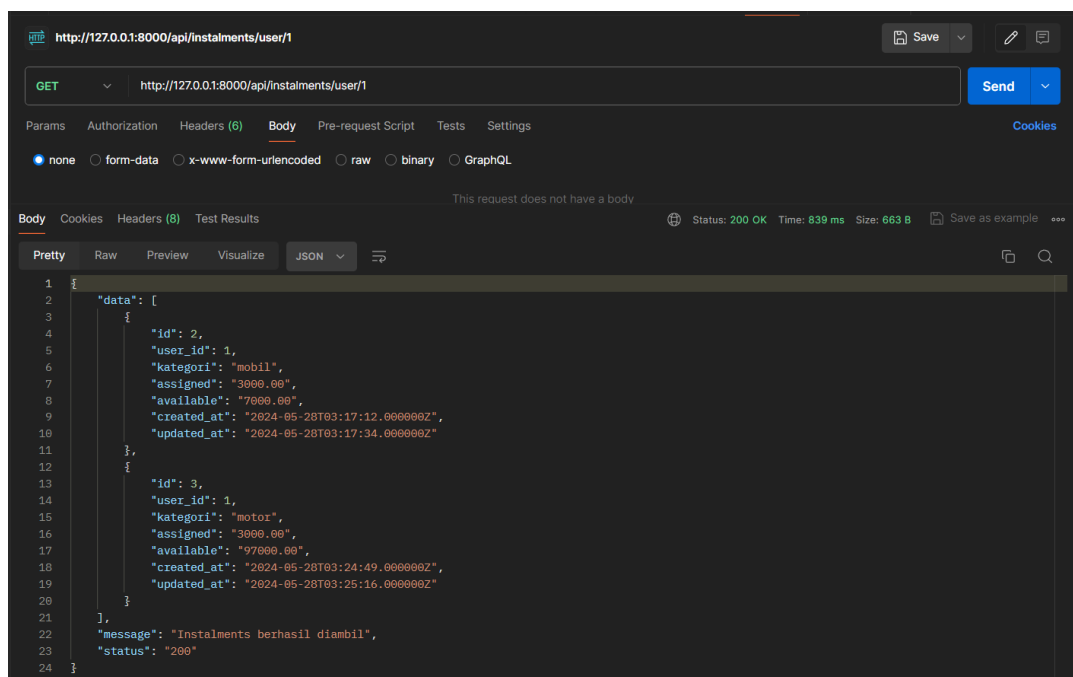 HTTP http://127.0.0.1:8000/api/instalments/user/1 Save
GET http://127.0.0.1:8000/api/instalments/user/1 Send
Params Authorization Headers (6) Body Pre-request Script Tests Settings Cookies
none form-data x-www-form-urlencoded raw binary GraphQL
This request does not have a body
Body Cookies Headers (8) Test Results Status: 200 OK Time: 839 ms Size: 663 B Save as example
Pretty Raw Preview Visualize JSON
1 {
2 "data": [
3 {
4 "id": 2,
5 "user_id": 1,
6 "kategori": "mobil",
7 "assigned": "3000.00",
8 "available": "7000.00",
9 "created_at": "2024-05-28T03:17:12.000000Z",
10 "updated_at": "2024-05-28T03:17:34.000000Z"
11 },
12 {
13 "id": 3,
14 "user_id": 1,
15 "kategori": "motor",
16 "assigned": "3000.00",
17 "available": "97000.00",
18 "created_at": "2024-05-28T03:24:49.000000Z",
19 "updated_at": "2024-05-28T03:25:16.000000Z"
20 }
21 ],
22 "message": "Instalments berhasil diambil",
23 "status": "200"
24 }